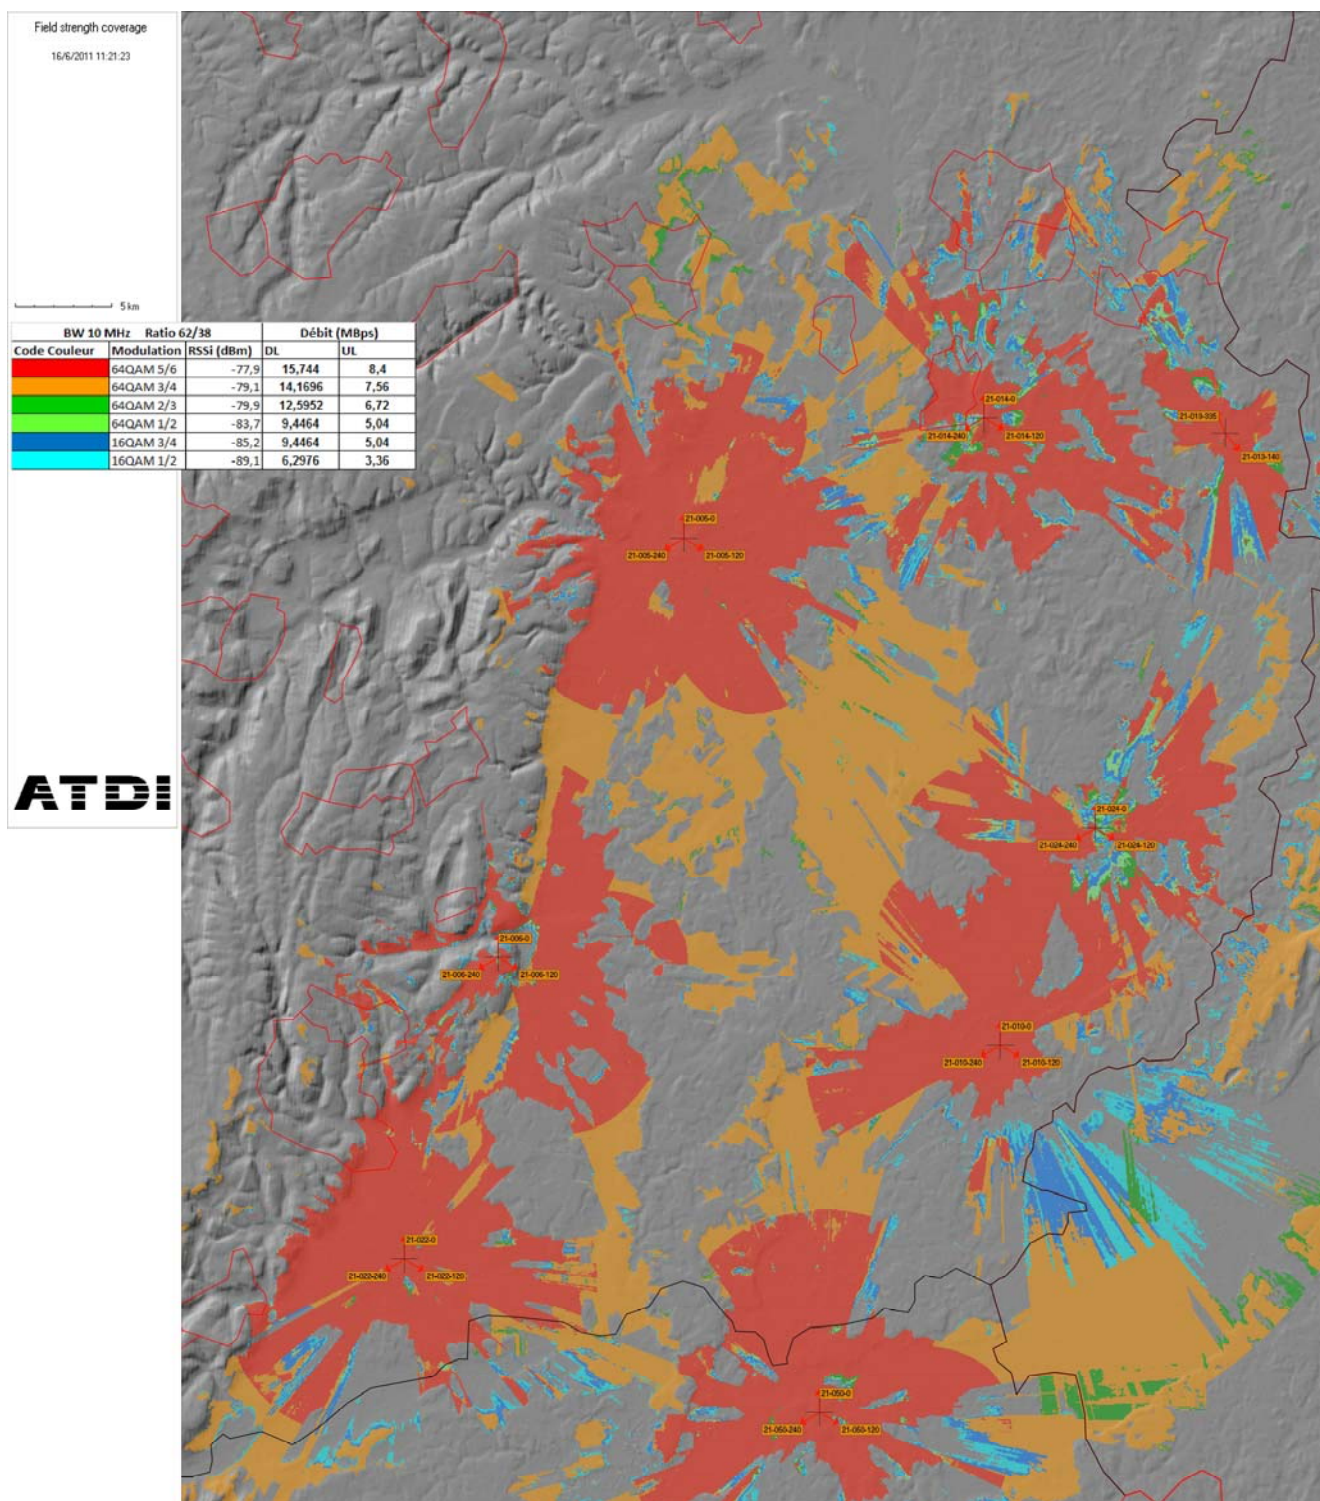 Field strength coverage
16/6/2011 11:21:23
5 km
BW 10 MHz Ratio 62/38 Débit (MBps)
Code Couleur Modulation RSSi (dBm) DL UL
64QAM 5/6 -77,9 15,744 8,4
64QAM 3/4 -79,1 14,1696 7,56
64QAM 2/3 -79,9 12,5952 6,72
64QAM 1/2 -83,7 9,4464 5,04
16QAM 3/4 -85,2 9,4464 5,04
16QAM 1/2 -89,1 6,2976 3,36
ATDI
21-014-0
21-014-240 21-014-120
21-013-335
21-013-140
21-005-0
21-005-240 21-005-120
21-024-0
21-024-240 21-024-120
21-006-0
21-006-240 21-006-120
21-010-0
21-010-240 21-010-120
21-022-0
21-022-240 21-022-120
21-050-0
21-050-240 21-050-120